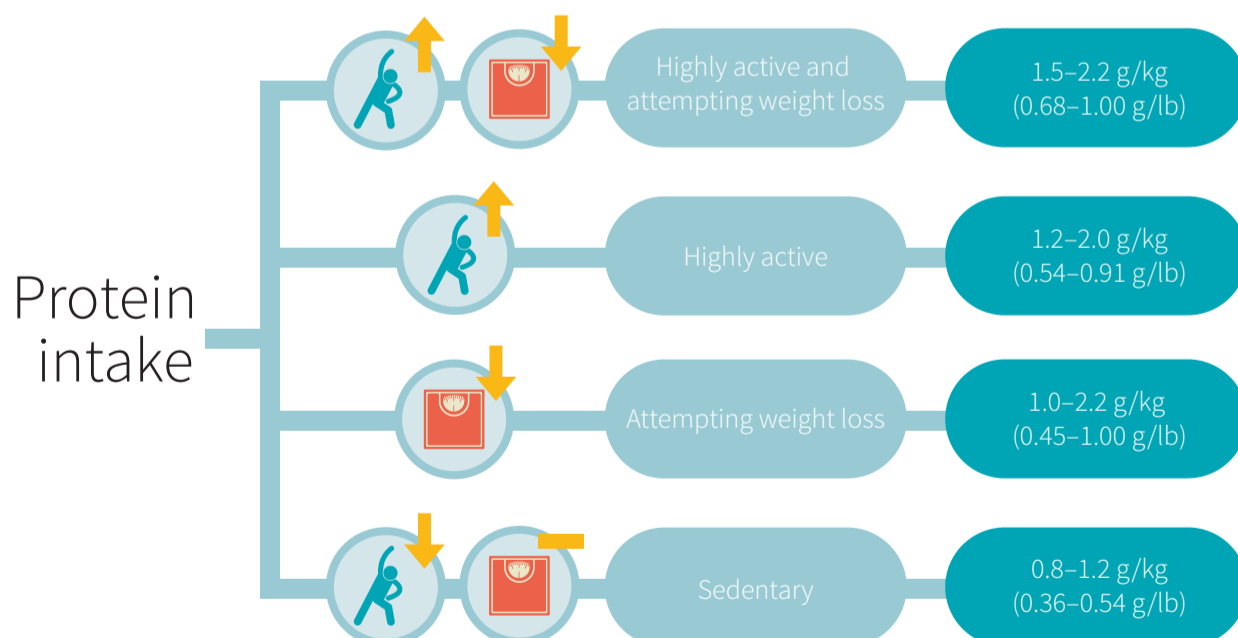 Protein
intake
Highly active and
attempting weight loss
1.5–2.2 g/kg
(0.68–1.00 g/lb)
Highly active
1.2–2.0 g/kg
(0.54–0.91 g/lb)
Attempting weight loss
1.0–2.2 g/kg
(0.45–1.00 g/lb)
Sedentary
0.8–1.2 g/kg
(0.36–0.54 g/lb)